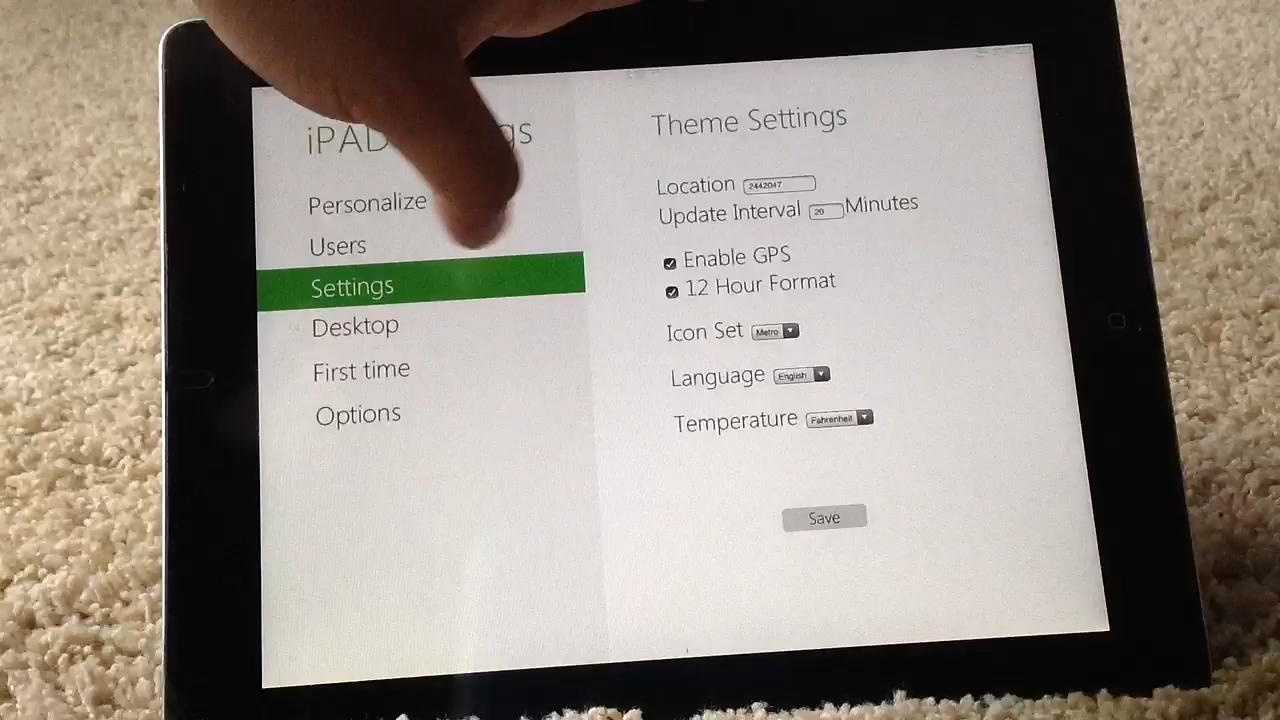 iPAD
Personalize
Users
Settings
Desktop
First time
Options
Theme Settings
Location 2442047
Update Interval 20 Minutes
Enable GPS
12 Hour Format
Icon Set Metro
Language English
Temperature Fahrenheit
Save